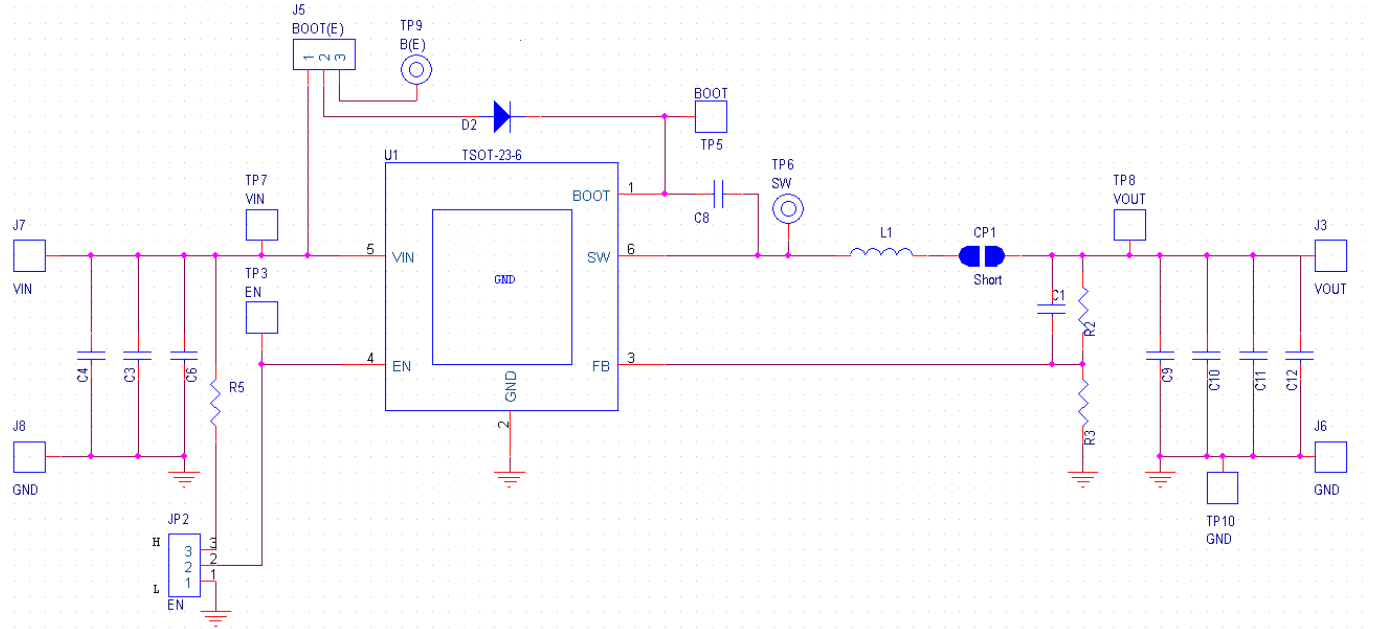 J5
BOOT(E)
1 2 3
TP9
B(E)
D2
BOOT
TP5
U1
TSOT-23-6
TP7
VIN
TP6
SW
TP8
VOUT
J7
VIN
J3
VOUT
BOOT
1
C8
5
VIN
SW
6
L1
CP1
Short
GND
TP3
EN
4
EN
FB
3
GND
2
C1
R2
R3
C4
C3
C6
R5
C9
C10
C11
C12
J8
GND
J6
GND
TP10
GND
JP2
H
3
3
2
2
1
1
L
EN